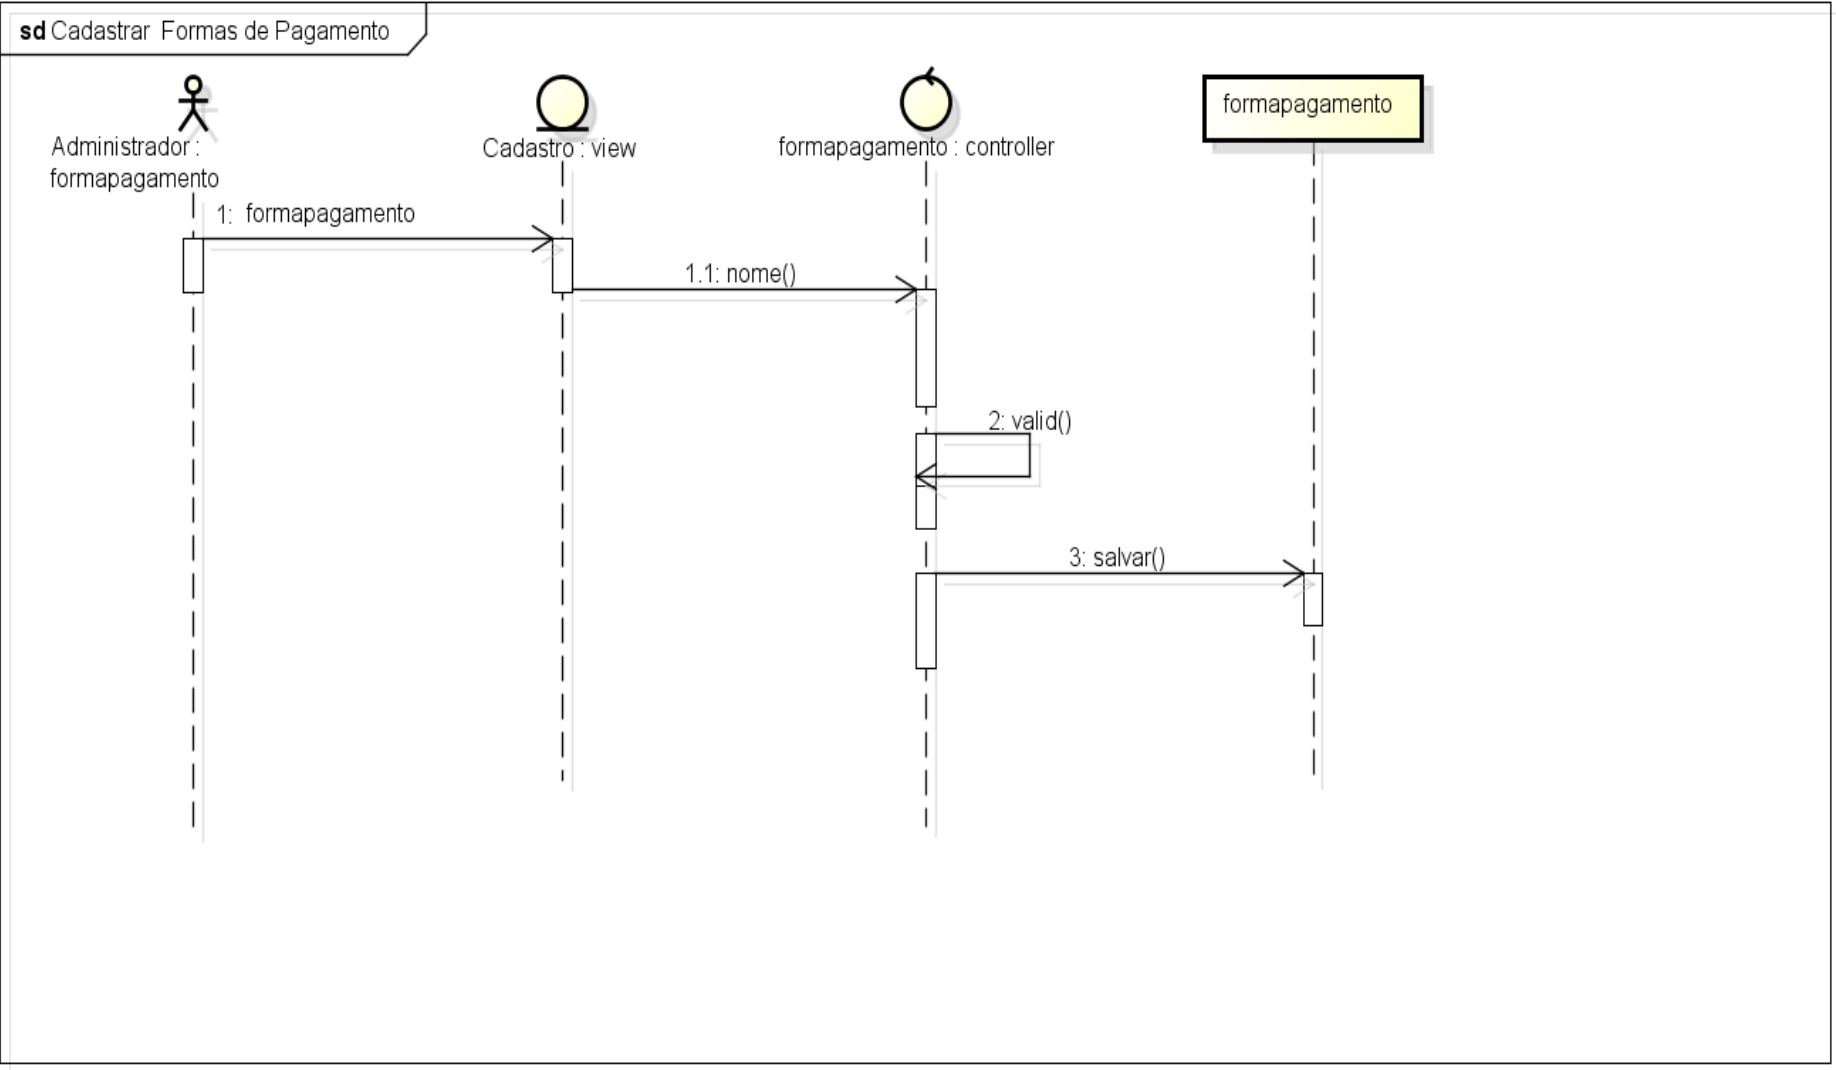 sd Cadastrar Formas de Pagamento
Administrador :
formapagamento
Cadastro : view
formapagamento : controller
formapagamento
1: formapagamento
1.1: nome()
2: valid()
3: salvar()